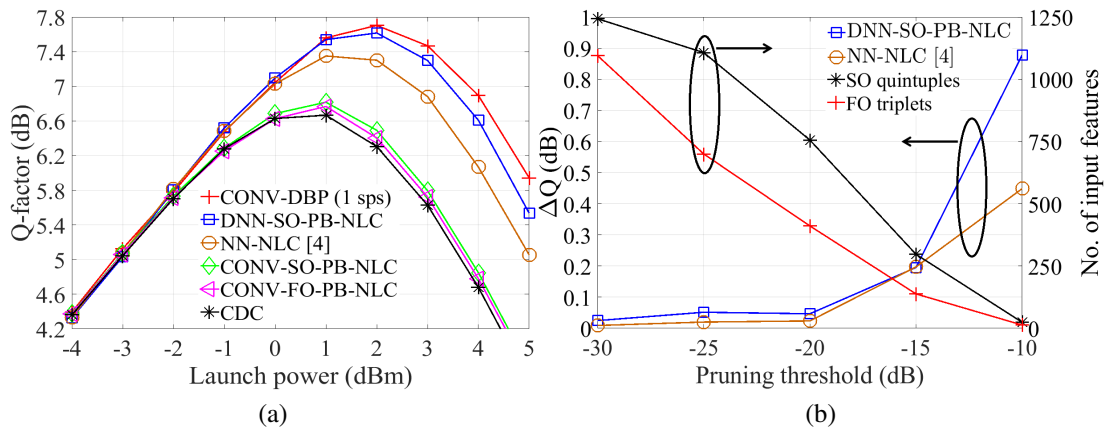 7.8
7.4
7
6.6
6.2
5.8
5.4
5
4.6
4.2
Q-factor (dB)
CONV-DBP (1 sps)
DNN-SO-PB-NLC
NN-NLC [4]
CONV-SO-PB-NLC
CONV-FO-PB-NLC
CDC
-4 -3 -2 -1 0 1 2 3 4 5
Launch power (dBm)
(a)
1
0.9
0.8
0.7
0.6
0.5
0.4
0.3
0.2
0.1
0
ΔQ (dB)
DNN-SO-PB-NLC
NN-NLC [4]
SO quintuples
FO triplets
1250
1000
750
500
250
0
No. of input features
-30 -25 -20 -15 -10
Pruning threshold (dB)
(b)